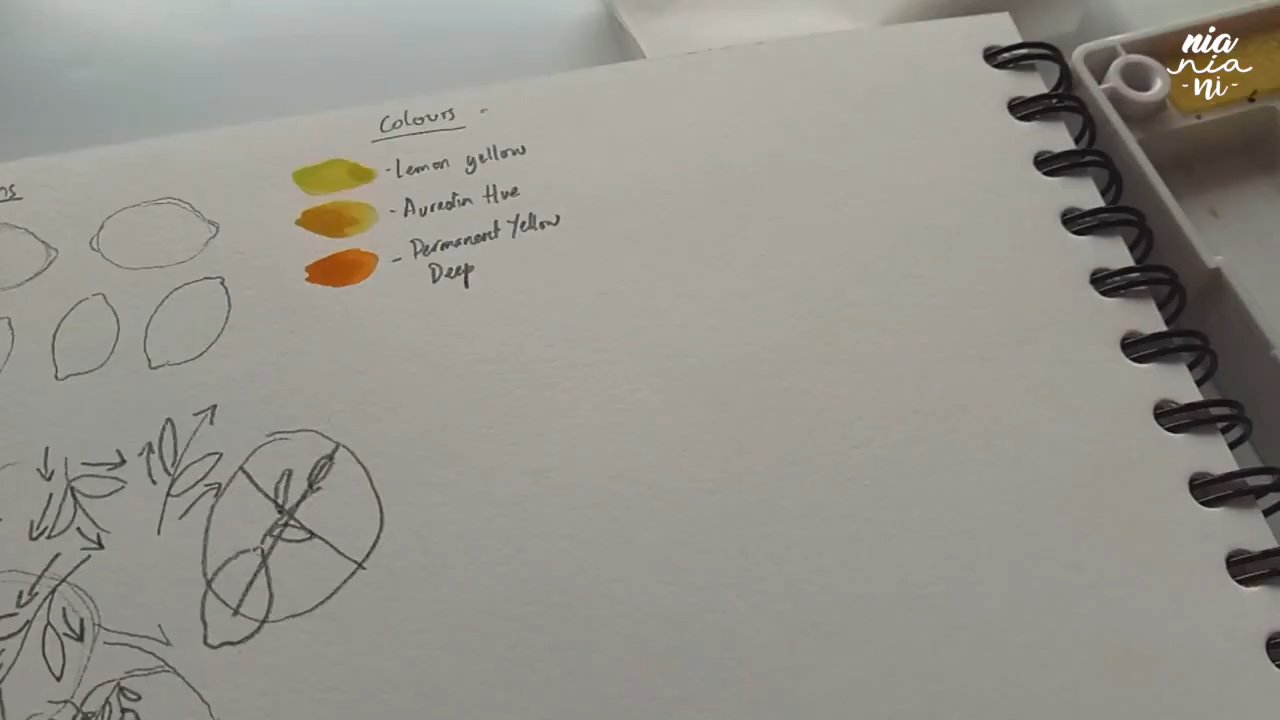 Colours -
- Lemon yellow
- Aureolin Hue
- Permanent Yellow
Deep
nia
nia
-ni-